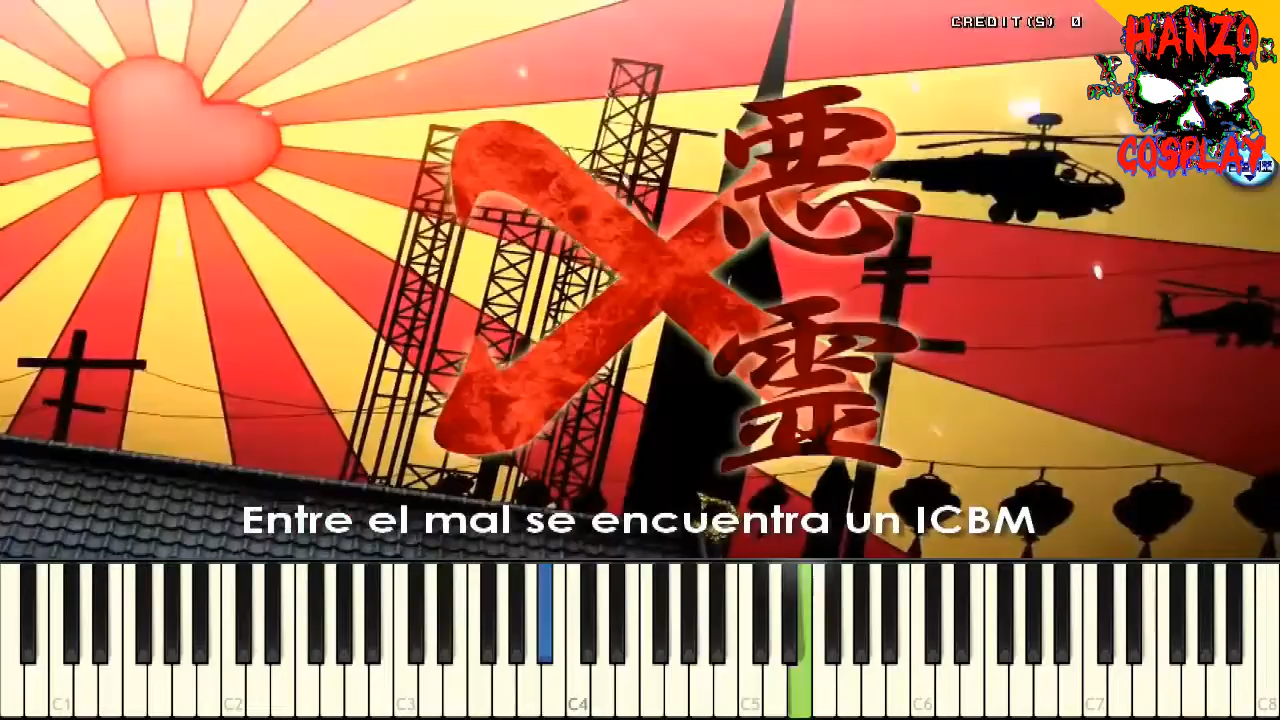 CREDIT(S) 0
HANZO
COSPLAY
悪
霊
Entre el mal se encuentra un ICBM
C1 C2 C3 C4 C5 C6 C7 C8